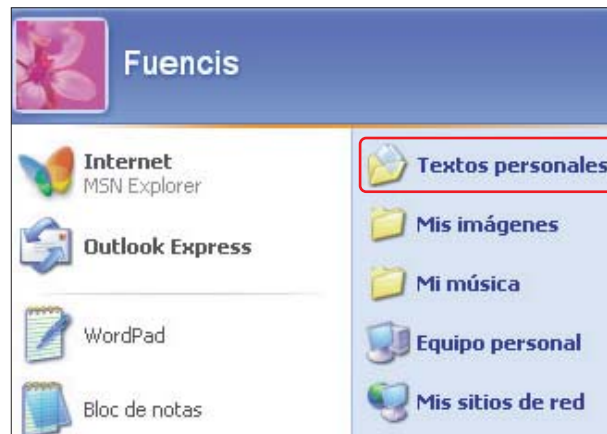 Fuencis
Internet
MSN Explorer
Outlook Express
WordPad
Bloc de notas
Textos personales
Mis imágenes
Mi música
Equipo personal
Mis sitios de red